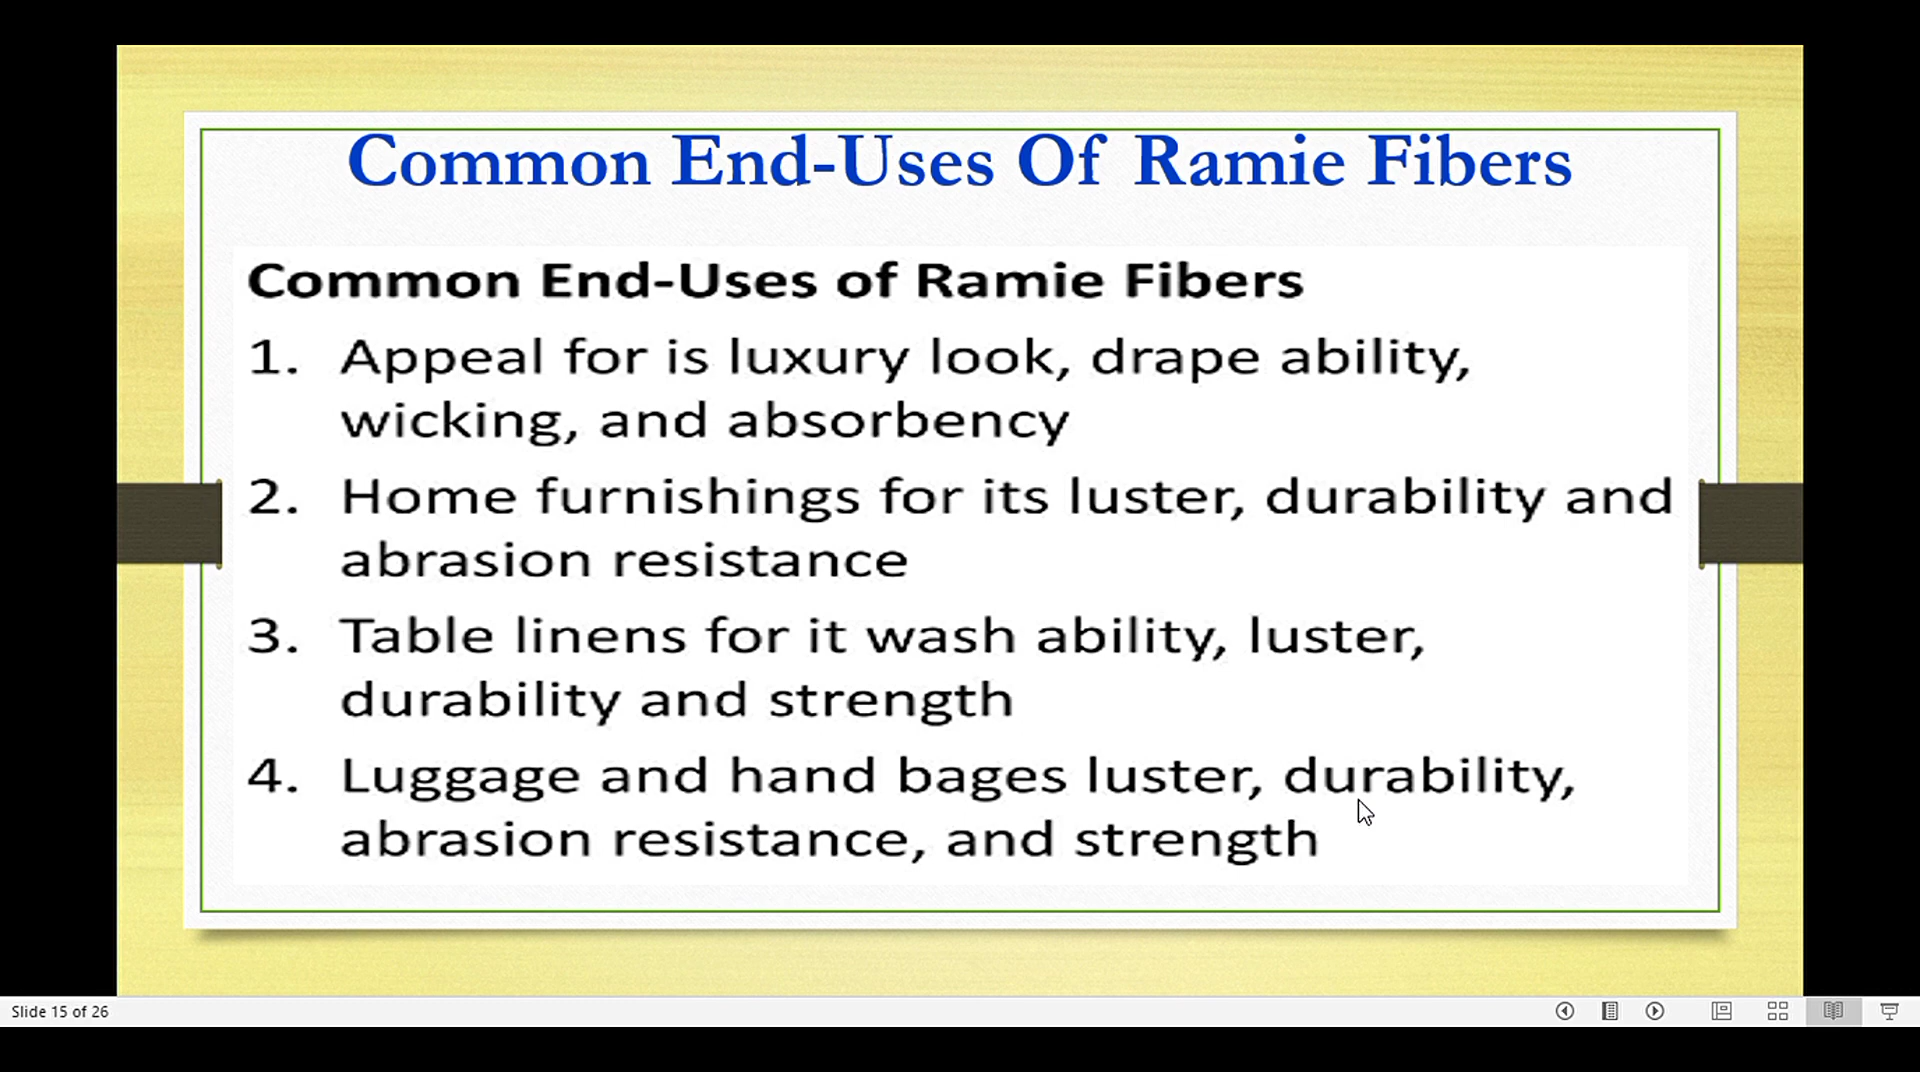 Common End-Uses Of Ramie Fibers
Common End-Uses of Ramie Fibers
1. Appeal for is luxury look, drape ability,
wicking, and absorbency
2. Home furnishings for its luster, durability and
abrasion resistance
3. Table linens for it wash ability, luster,
durability and strength
4. Luggage and hand bages luster, durability,
abrasion resistance, and strength
Slide 15 of 26